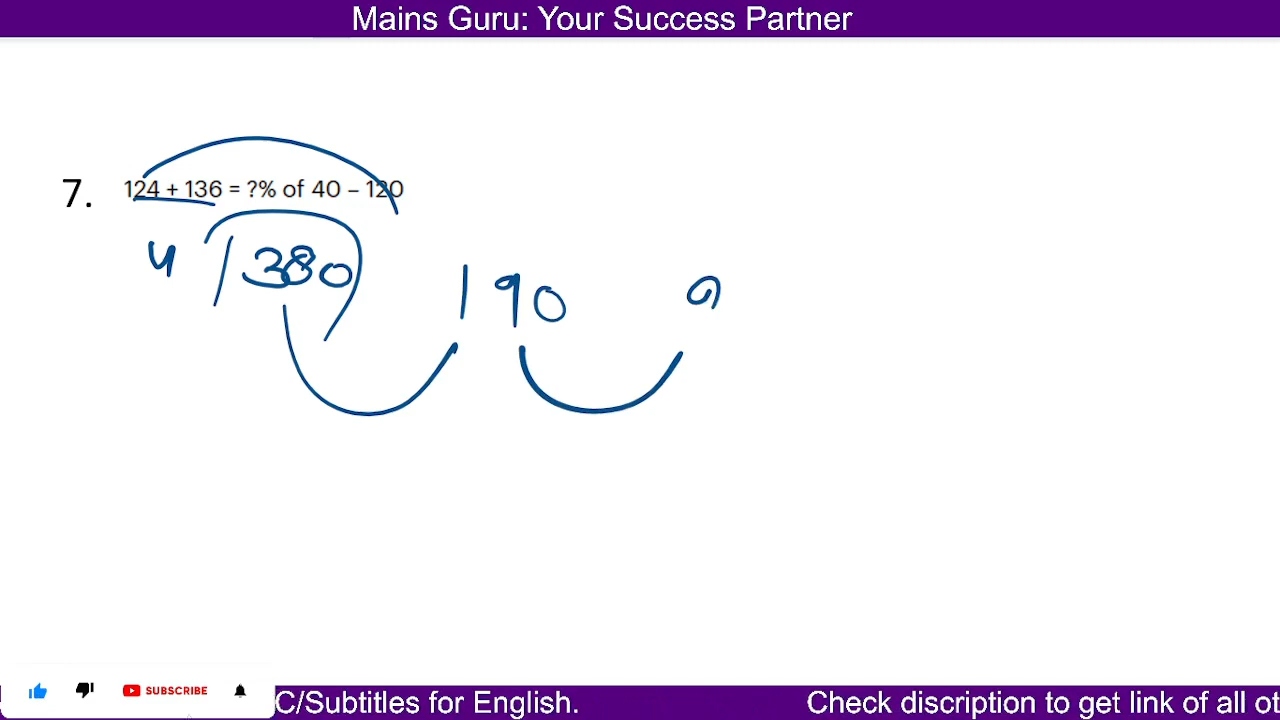 Mains Guru: Your Success Partner
7. 124 + 136 = ?% of 40 – 120
4 380 190 9
SUBSCRIBE C/Subtitles for English. Check discription to get link of all ot